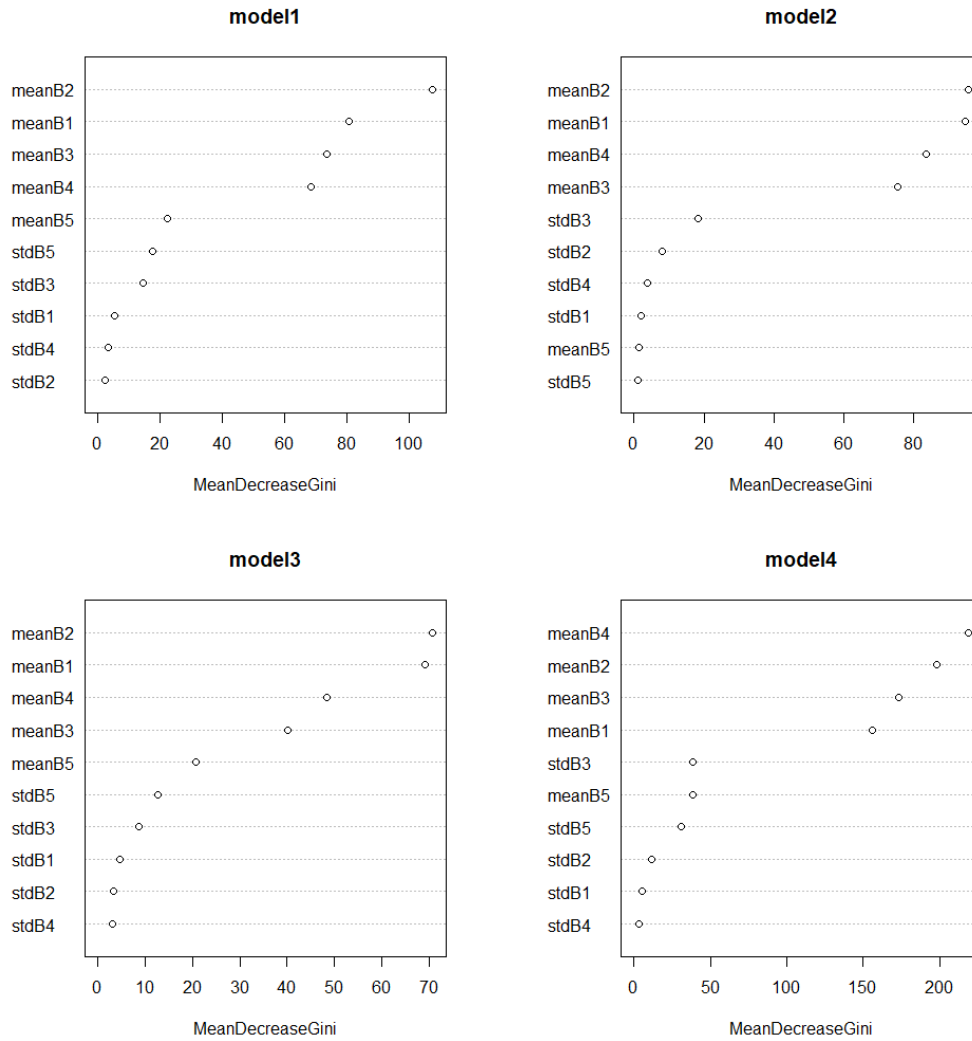 model1
meanB2
meanB1
meanB3
meanB4
meanB5
stdB5
stdB3
stdB1
stdB4
stdB2
0 20 40 60 80 100
MeanDecreaseGini
model2
meanB2
meanB1
meanB4
meanB3
stdB3
stdB2
stdB4
stdB1
meanB5
stdB5
0 20 40 60 80
MeanDecreaseGini
model3
meanB2
meanB1
meanB4
meanB3
meanB5
stdB5
stdB3
stdB1
stdB2
stdB4
0 10 20 30 40 50 60 70
MeanDecreaseGini
model4
meanB4
meanB2
meanB3
meanB1
stdB3
meanB5
stdB5
stdB2
stdB1
stdB4
0 50 100 150 200
MeanDecreaseGini